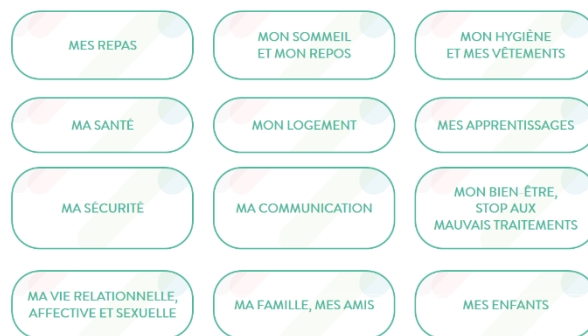 MES REPAS
MON SOMMEIL
ET MON REPOS
MON HYGIÈNE
ET MES VÊTEMENTS
MA SANTÉ
MON LOGEMENT
MES APPRENTISSAGES
MA SÉCURITÉ
MA COMMUNICATION
MON BIEN-ÊTRE,
STOP AUX
MAUVAIS TRAITEMENTS
MA VIE RELATIONNELLE,
AFFECTIVE ET SEXUELLE
MA FAMILLE, MES AMIS
MES ENFANTS